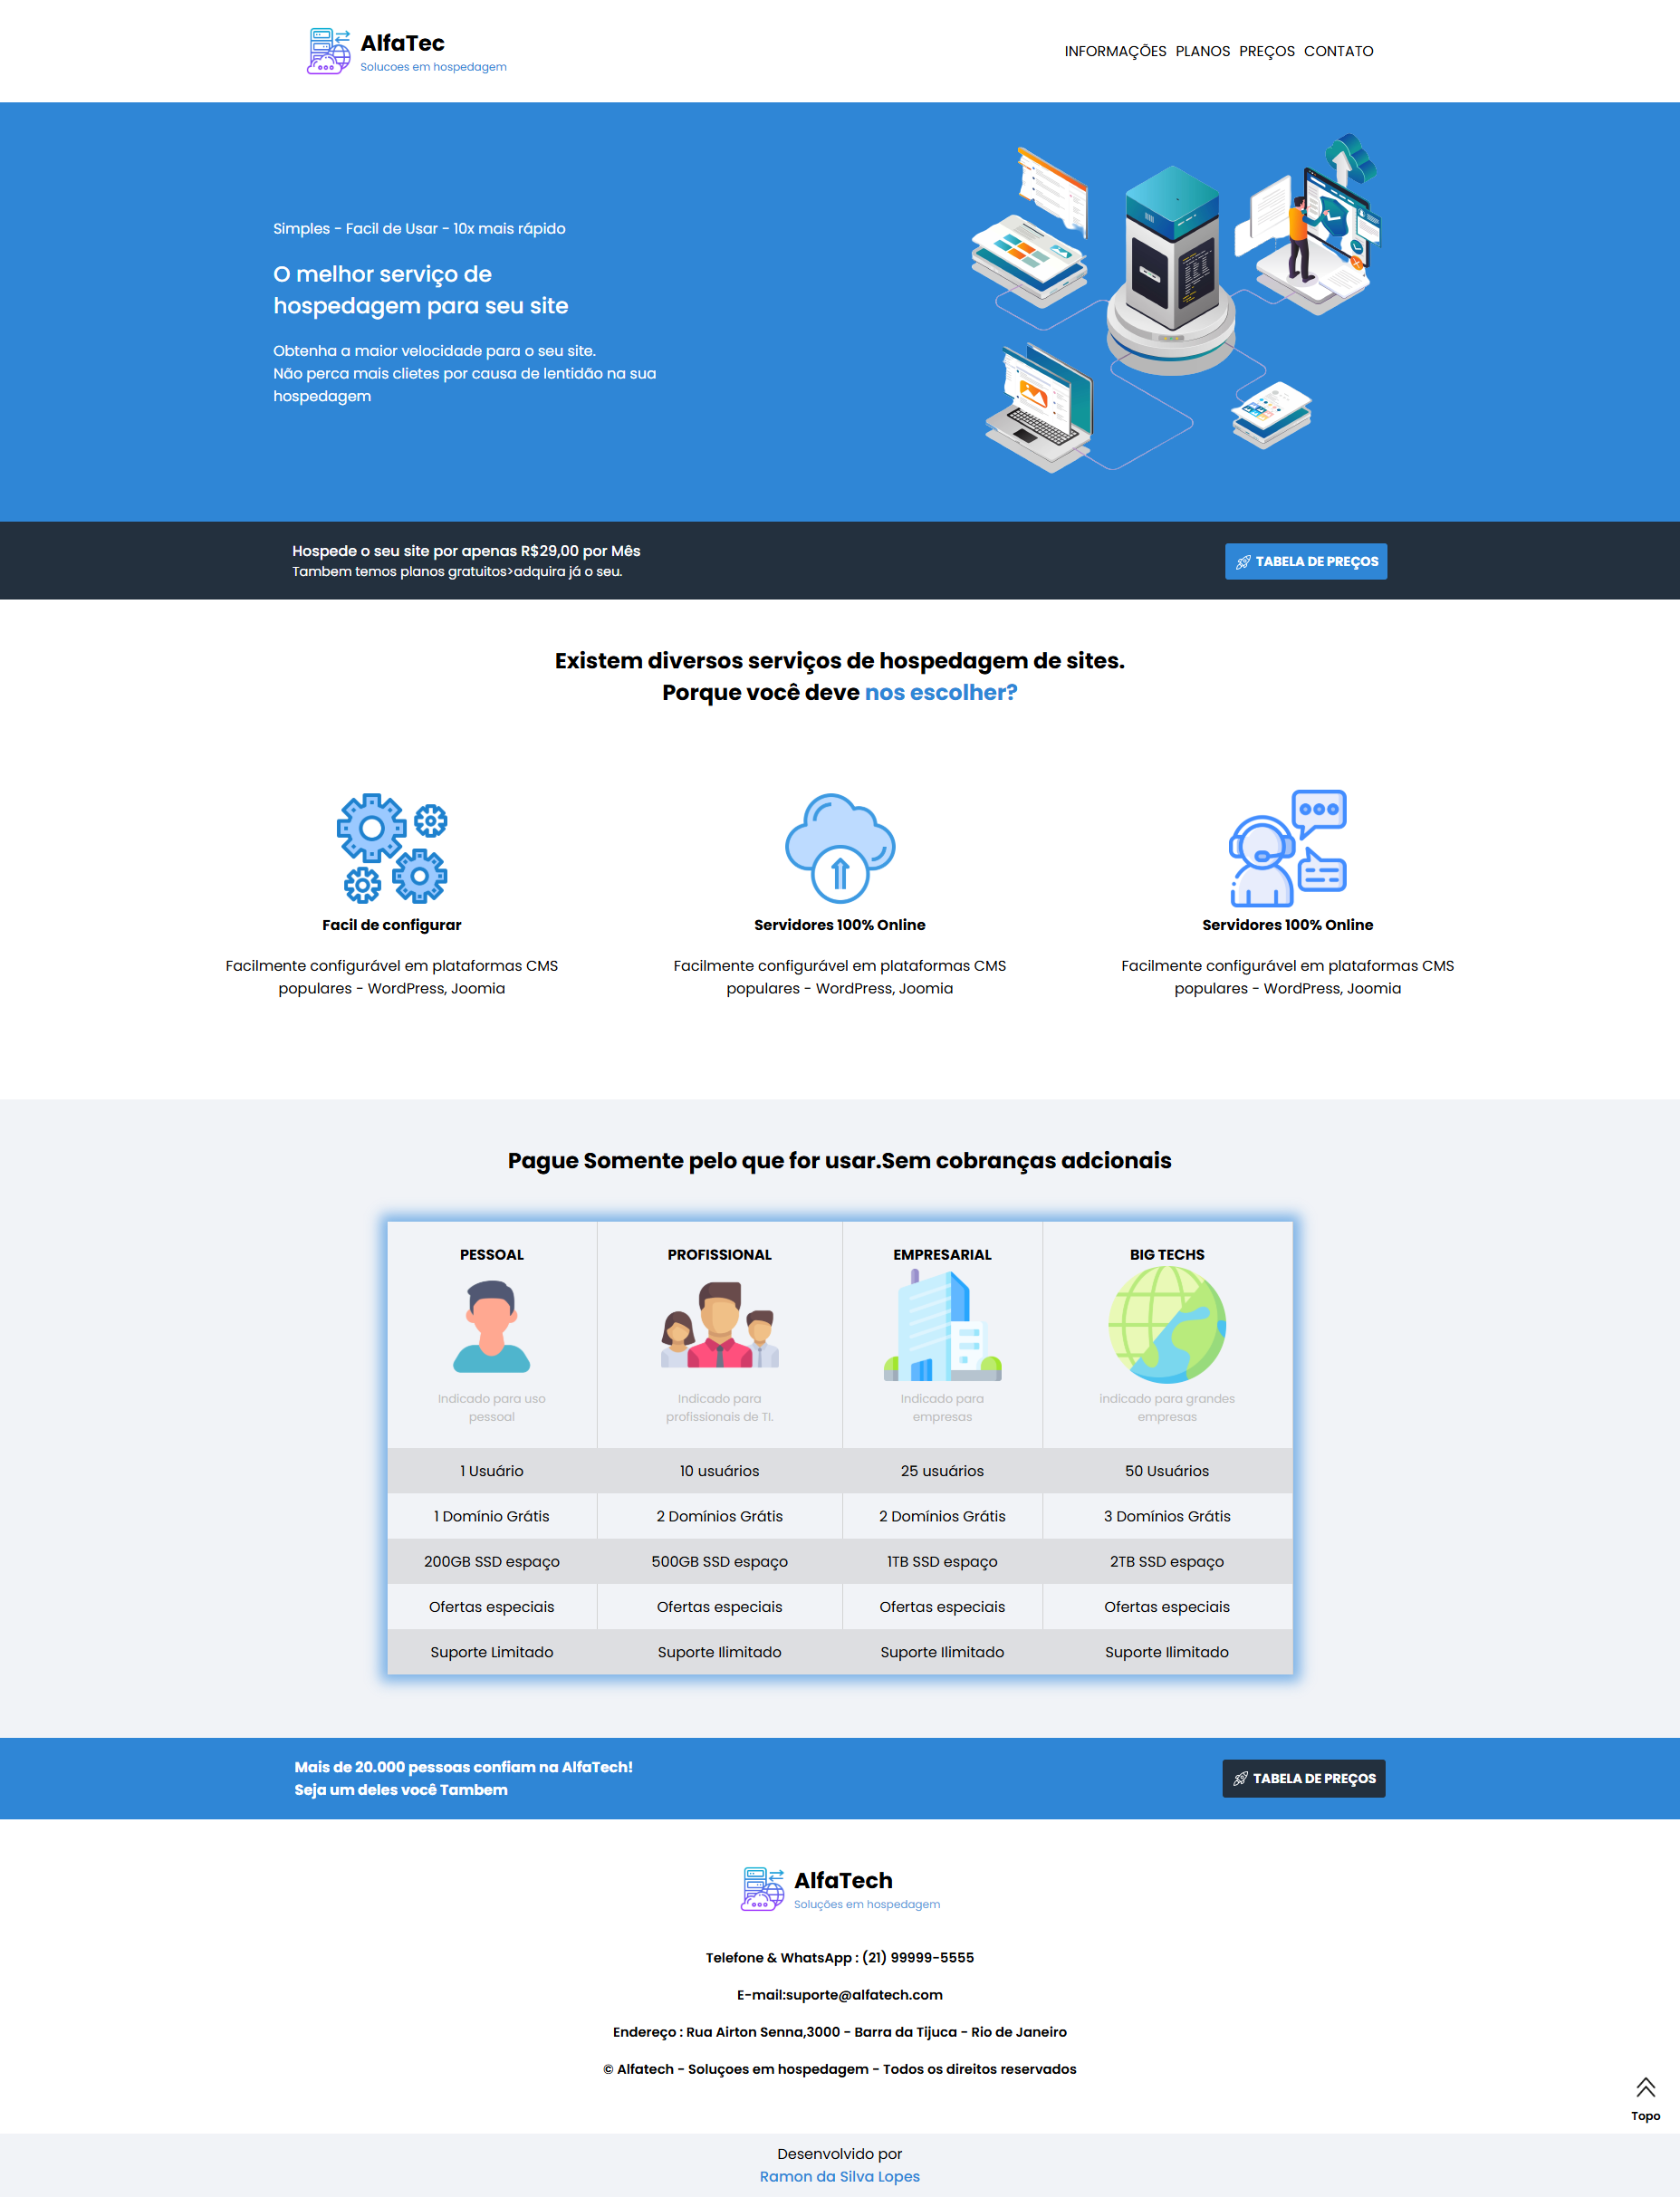 AlfaTec
Solucoes em hospedagem
INFORMAÇÕES PLANOS PREÇOS CONTATO
Simples - Facil de Usar - 10x mais rápido
O melhor serviço de
hospedagem para seu site
Obtenha a maior velocidade para o seu site.
Não perca mais clietes por causa de lentidão na sua
hospedagem
Hospede o seu site por apenas R$29,00 por Mês
Tambem temos planos gratuitos>adquira já o seu.
TABELA DE PREÇOS
Existem diversos serviços de hospedagem de sites.
Porque você deve nos escolher?
Facil de configurar
Facilmente configurável em plataformas CMS
populares - WordPress, Joomia
Servidores 100% Online
Facilmente configurável em plataformas CMS
populares - WordPress, Joomia
Servidores 100% Online
Facilmente configurável em plataformas CMS
populares - WordPress, Joomia
Pague Somente pelo que for usar.Sem cobranças adcionais
PESSOAL PROFISSIONAL EMPRESARIAL BIG TECHS
Indicado para uso
pessoal
Indicado para
profissionais de TI.
Indicado para
empresas
indicado para grandes
empresas
1 Usuário 10 usuários 25 usuários 50 Usuários
1 Domínio Grátis 2 Domínios Grátis 2 Domínios Grátis 3 Domínios Grátis
200GB SSD espaço 500GB SSD espaço 1TB SSD espaço 2TB SSD espaço
Ofertas especiais Ofertas especiais Ofertas especiais Ofertas especiais
Suporte Limitado Suporte Ilimitado Suporte Ilimitado Suporte Ilimitado
Mais de 20.000 pessoas confiam na AlfaTech!
Seja um deles você Tambem
TABELA DE PREÇOS
AlfaTech
Soluções em hospedagem
Telefone & WhatsApp : (21) 99999-5555
E-mail:suporte@alfatech.com
Endereço : Rua Airton Senna,3000 - Barra da Tijuca - Rio de Janeiro
© Alfatech - Soluçoes em hospedagem - Todos os direitos reservados
Topo
Desenvolvido por
Ramon da Silva Lopes